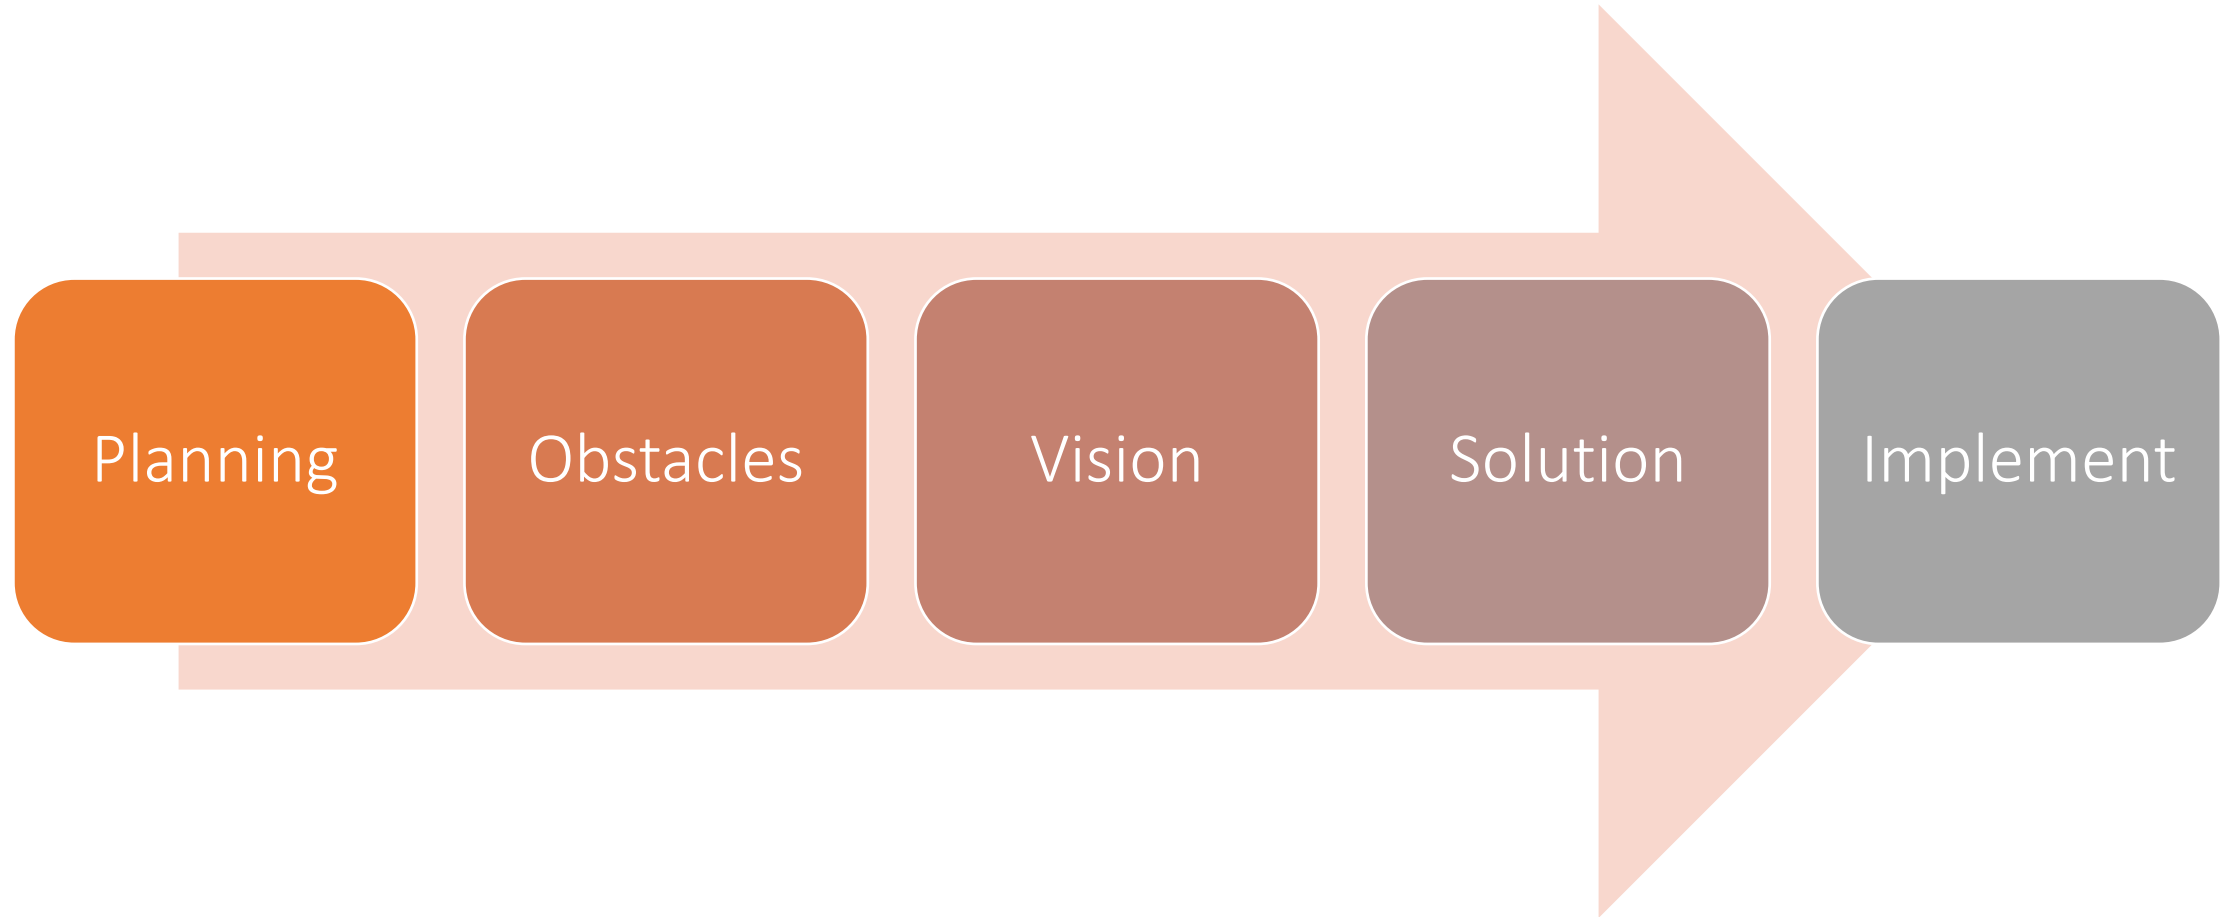 Planning
Obstacles
Vision
Solution
Implement